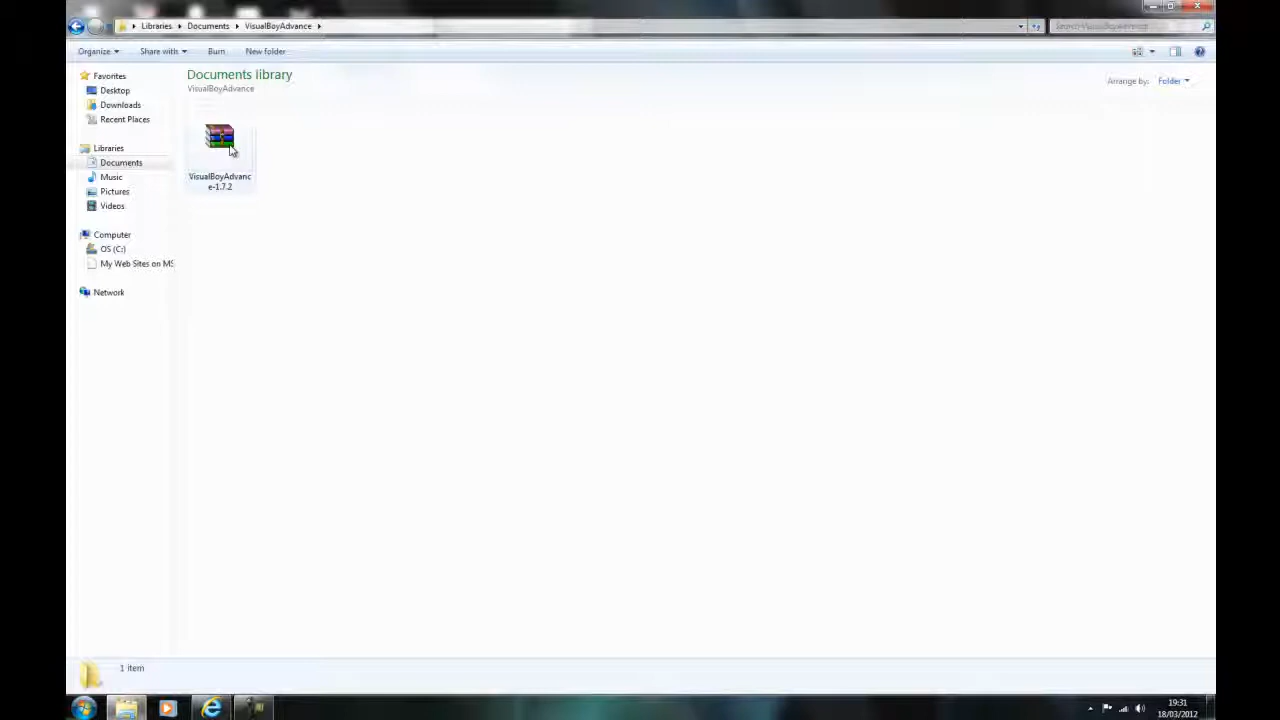 Libraries Documents VisualBoyAdvance
Search VisualBoyAdvance
Organize Share with Burn New folder
Documents library
VisualBoyAdvance
Arrange by: Folder
Favorites
Desktop
Downloads
Recent Places
Libraries
Documents
Music
Pictures
Videos
Computer
OS (C:)
My Web Sites on MS
Network
VisualBoyAdvanc
e-1.7.2
1 item
19:31
18/03/2012